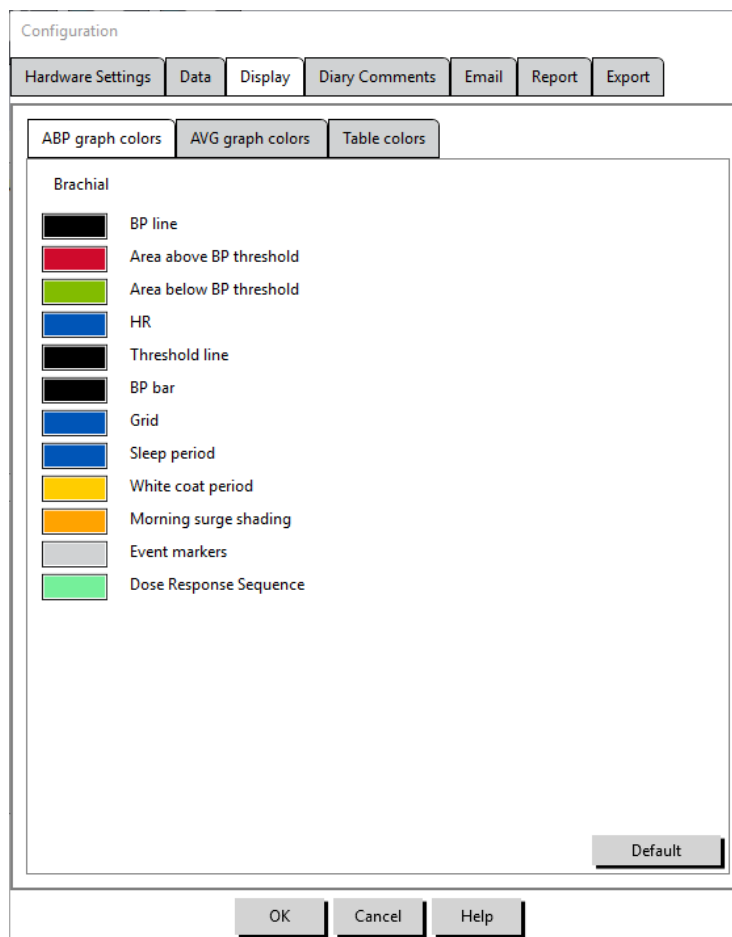 Configuration
Hardware Settings Data Display Diary Comments Email Report Export
ABP graph colors AVG graph colors Table colors
Brachial
BP line
Area above BP threshold
Area below BP threshold
HR
Threshold line
BP bar
Grid
Sleep period
White coat period
Morning surge shading
Event markers
Dose Response Sequence
Default
OK Cancel Help